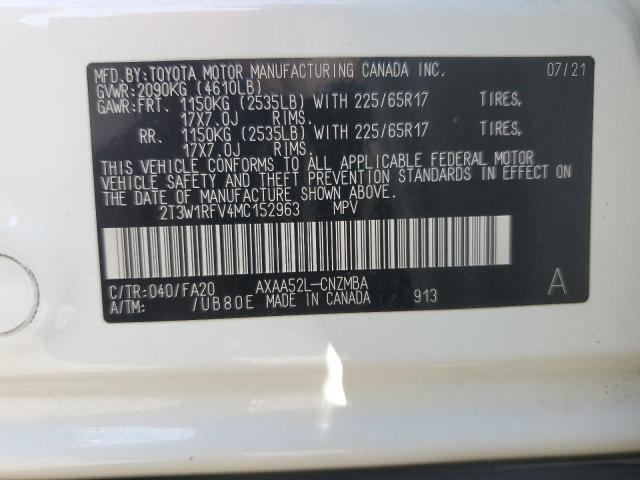 MFD.BY:TOYOTA MOTOR MANUFACTURING CANADA INC. 07/21
GVWR:2090KG (4610LB)
GAWR:FRT. 1150KG (2535LB) WITH 225/65R17 TIRES,
17X7.0J RIMS.
RR. 1150KG (2535LB) WITH 225/65R17 TIRES,
17X7.0J RIMS.
THIS VEHICLE CONFORMS TO ALL APPLICABLE FEDERAL MOTOR
VEHICLE SAFETY AND THEFT PREVENTION STANDARDS IN EFFECT ON
THE DATE OF MANUFACTURE SHOWN ABOVE.
2T3W1RFV4MC152963 MPV
C/TR:040/FA20 AXAA52L-CNZMBA A
A/TM: /UB80E MADE IN CANADA 913